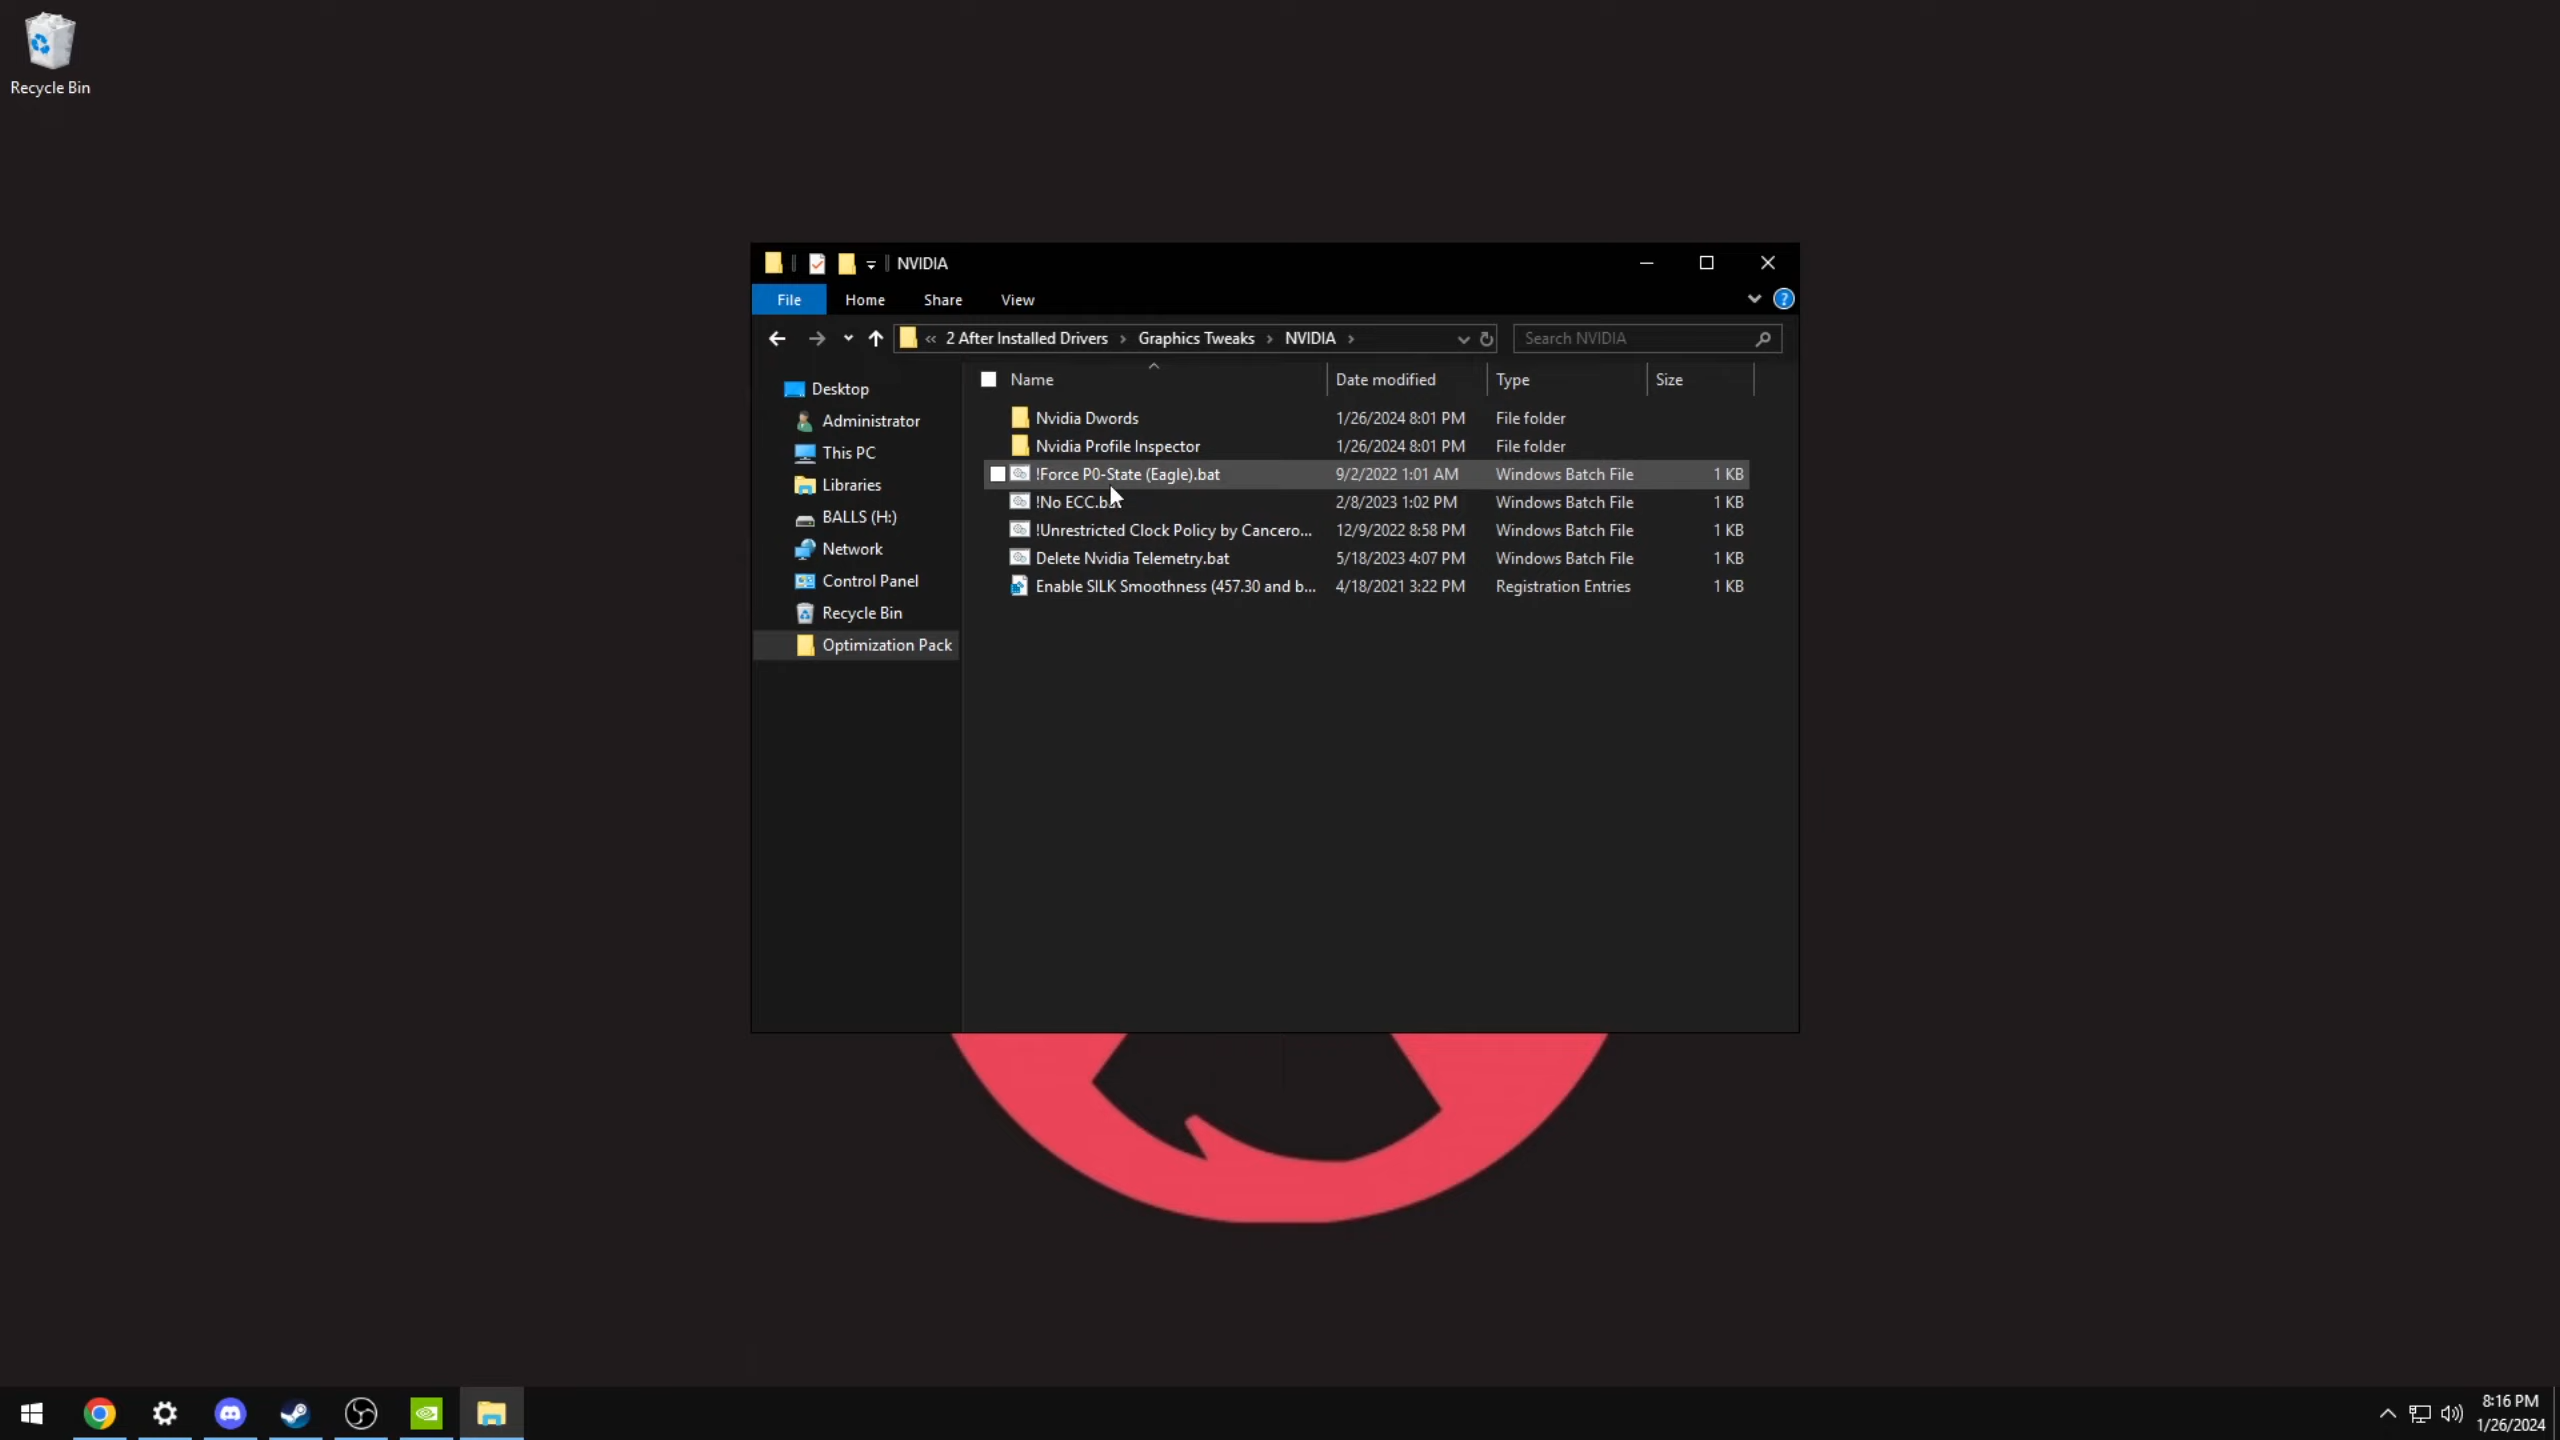 Recycle Bin
NVIDIA
File Home Share View
« 2 After Installed Drivers › Graphics Tweaks › NVIDIA ›
Search NVIDIA
Name Date modified Type Size
Desktop
Administrator
This PC
Libraries
BALLS (H:)
Network
Control Panel
Recycle Bin
Optimization Pack
Nvidia Dwords 1/26/2024 8:01 PM File folder
Nvidia Profile Inspector 1/26/2024 8:01 PM File folder
!Force P0-State (Eagle).bat 9/2/2022 1:01 AM Windows Batch File 1 KB
!No ECC.bat 2/8/2023 1:02 PM Windows Batch File 1 KB
!Unrestricted Clock Policy by Cancero... 12/9/2022 8:58 PM Windows Batch File 1 KB
Delete Nvidia Telemetry.bat 5/18/2023 4:07 PM Windows Batch File 1 KB
Enable SILK Smoothness (457.30 and b... 4/18/2021 3:22 PM Registration Entries 1 KB
8:16 PM
1/26/2024